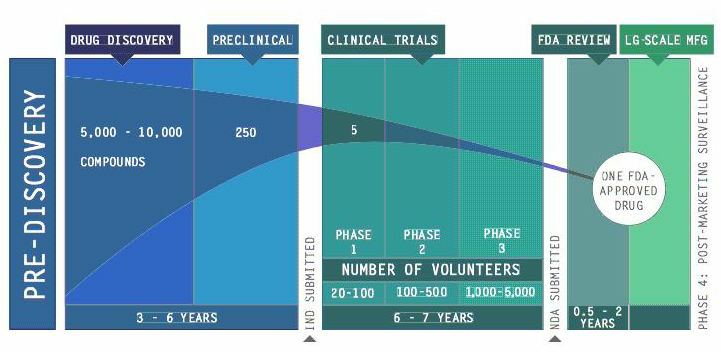 DRUG DISCOVERY
PRECLINICAL
CLINICAL TRIALS
FDA REVIEW
LG-SCALE MFG
PRE-DISCOVERY
5,000 - 10,000
COMPOUNDS
250
5
ONE FDA-
APPROVED
DRUG
PHASE
1
PHASE
2
PHASE
3
NUMBER OF VOLUNTEERS
20-100
100-500
1,000-5,000
3 - 6 YEARS
IND SUBMITTED
6 - 7 YEARS
NDA SUBMITTED
0.5 - 2
YEARS
PHASE 4: POST-MARKETING SURVEILLANCE